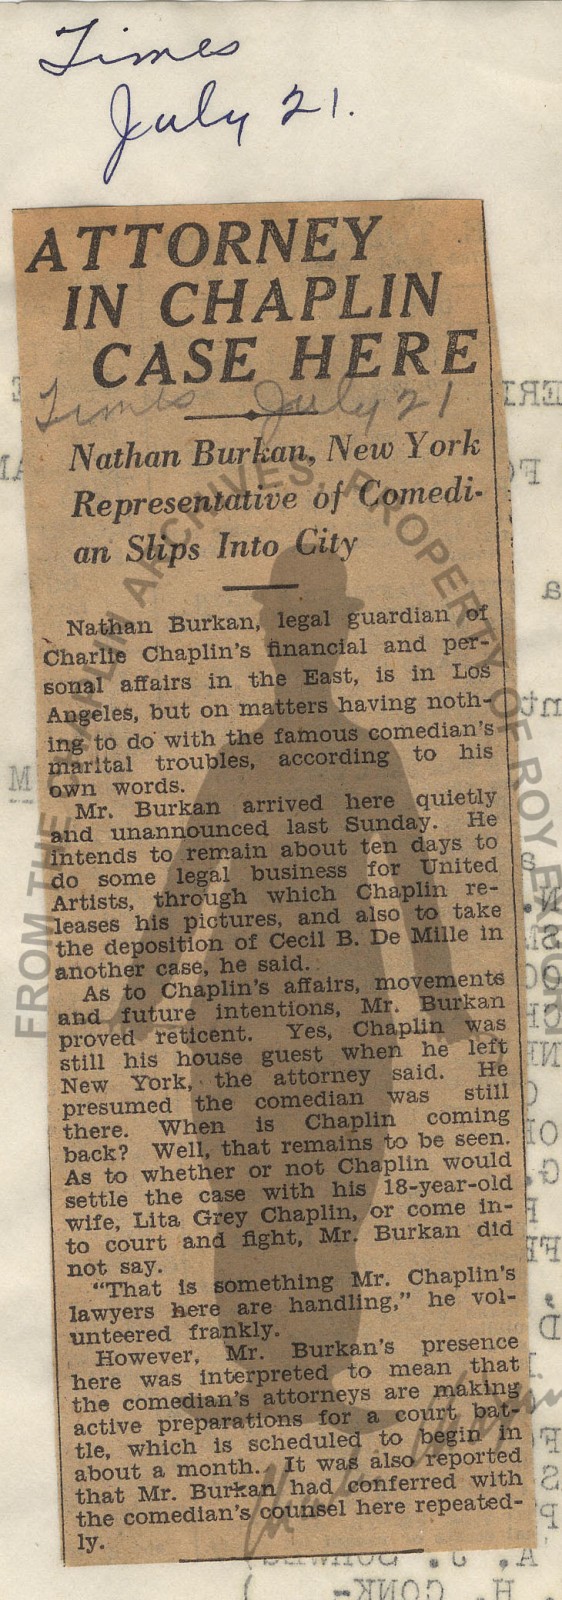 Times
July 21.
ATTORNEY
IN CHAPLIN
CASE HERE
Times July 21
Nathan Burkan, New York
Representative of Comedi-
an Slips Into City
Nathan Burkan, legal guardian of
Charlie Chaplin's financial and per-
sonal affairs in the East, is in Los
Angeles, but on matters having noth-
ing to do with the famous comedian's
marital troubles, according to his
own words.
Mr. Burkan arrived here quietly
and unannounced last Sunday. He
intends to remain about ten days to
do some legal business for United
Artists, through which Chaplin re-
leases his pictures, and also to take
the deposition of Cecil B. De Mille in
another case, he said.
As to Chaplin's affairs, movements
and future intentions, Mr. Burkan
proved reticent. Yes, Chaplin was
still his house guest when he left
New York, the attorney said. He
presumed the comedian was still
there. When is Chaplin coming
back? Well, that remains to be seen.
As to whether or not Chaplin would
settle the case with his 18-year-old
wife, Lita Grey Chaplin, or come in-
to court and fight, Mr. Burkan did
not say.
"That is something Mr. Chaplin's
lawyers here are handling," he vol-
unteered frankly.
However, Mr. Burkan's presence
here was interpreted to mean that
the comedian's attorneys are making
active preparations for a court bat-
tle, which is scheduled to begin in
about a month. It was also reported
that Mr. Burkan had conferred with
the comedian's counsel here repeated-
ly.
FROM THE CHAPLIN ARCHIVES. PROPERTY OF ROY EXPORT